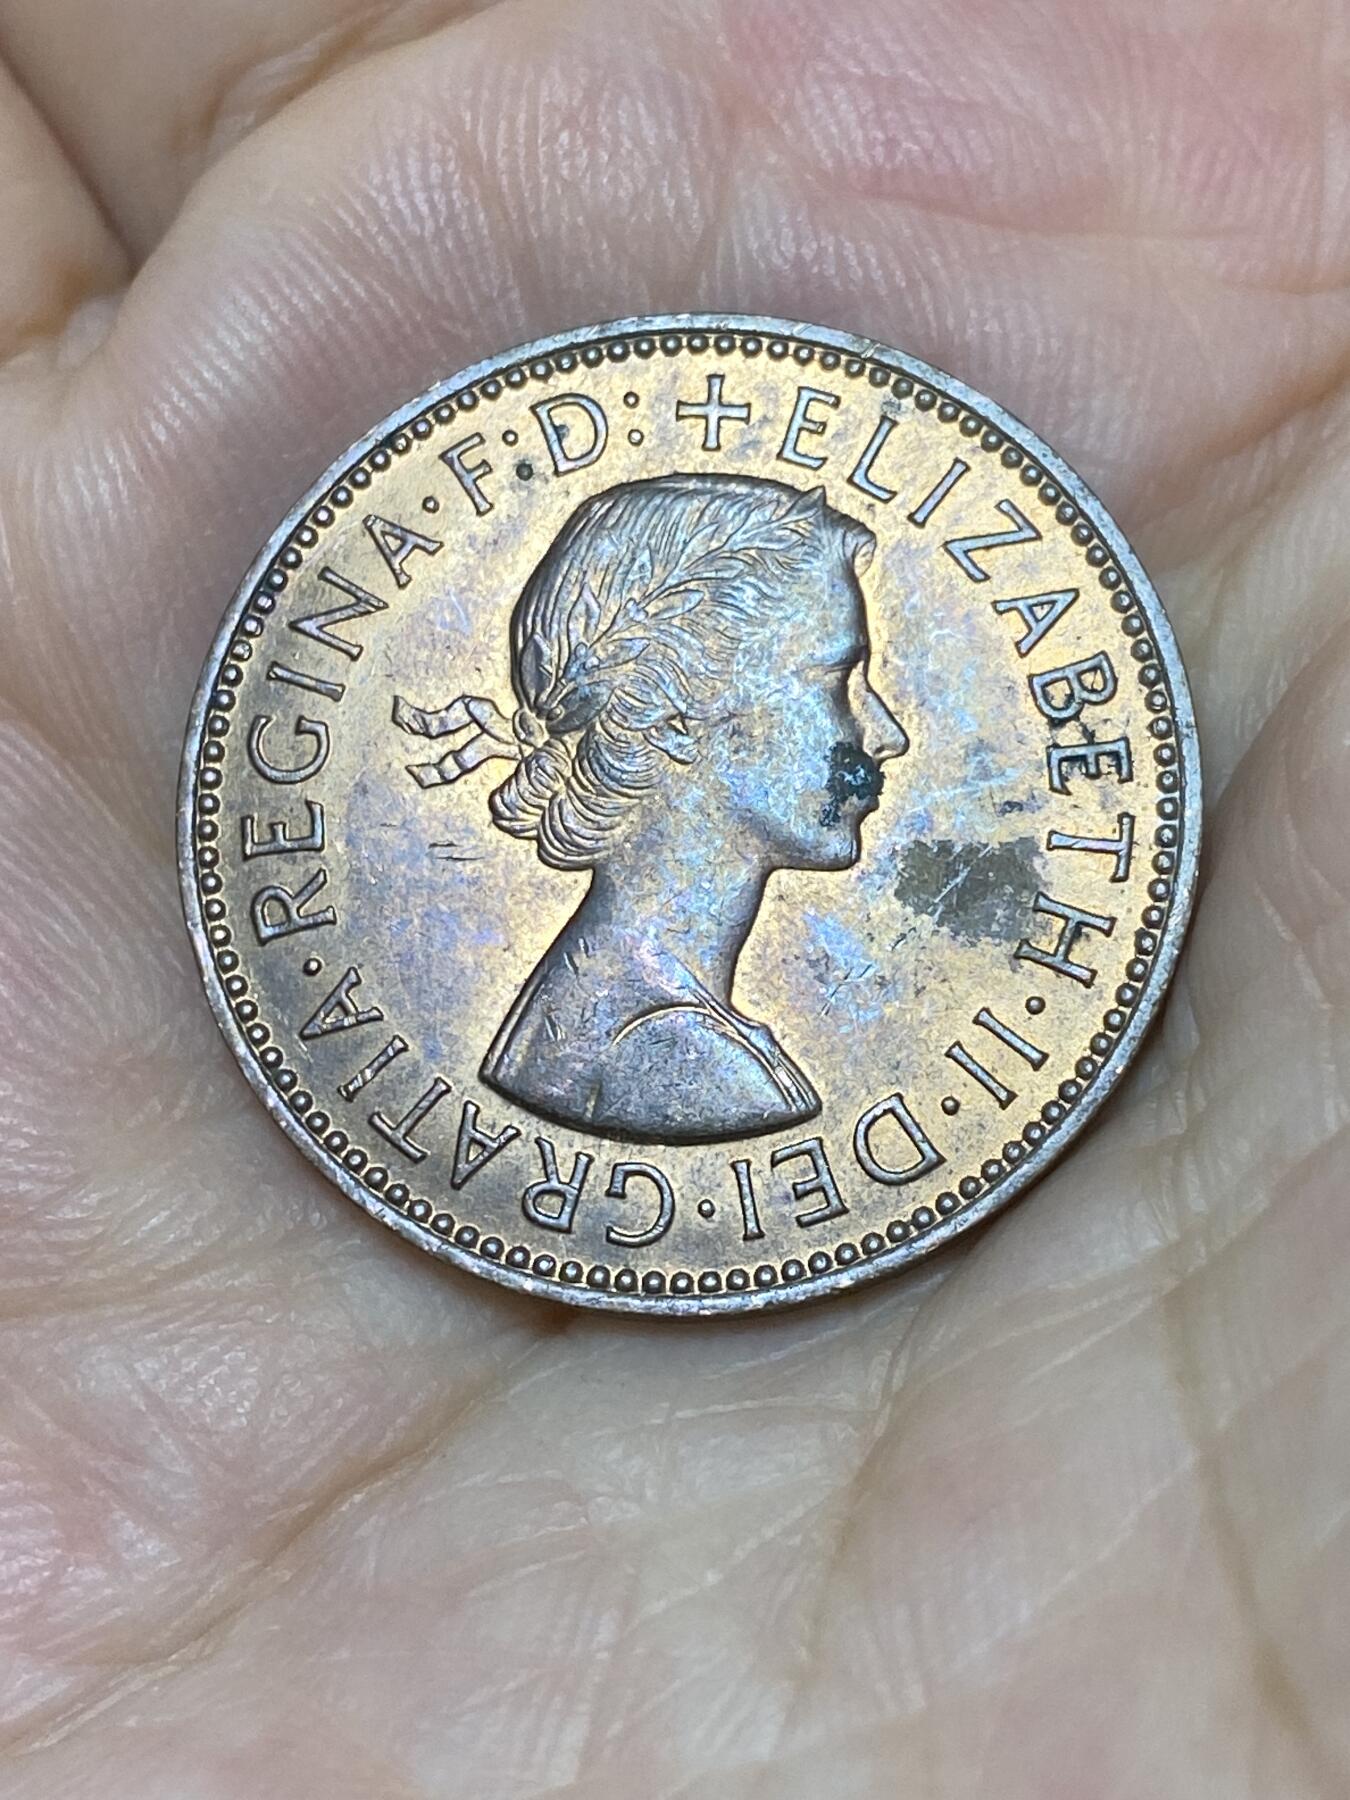 + ELIZABETH · II · DEI · GRATIA · REGINA · F : D :